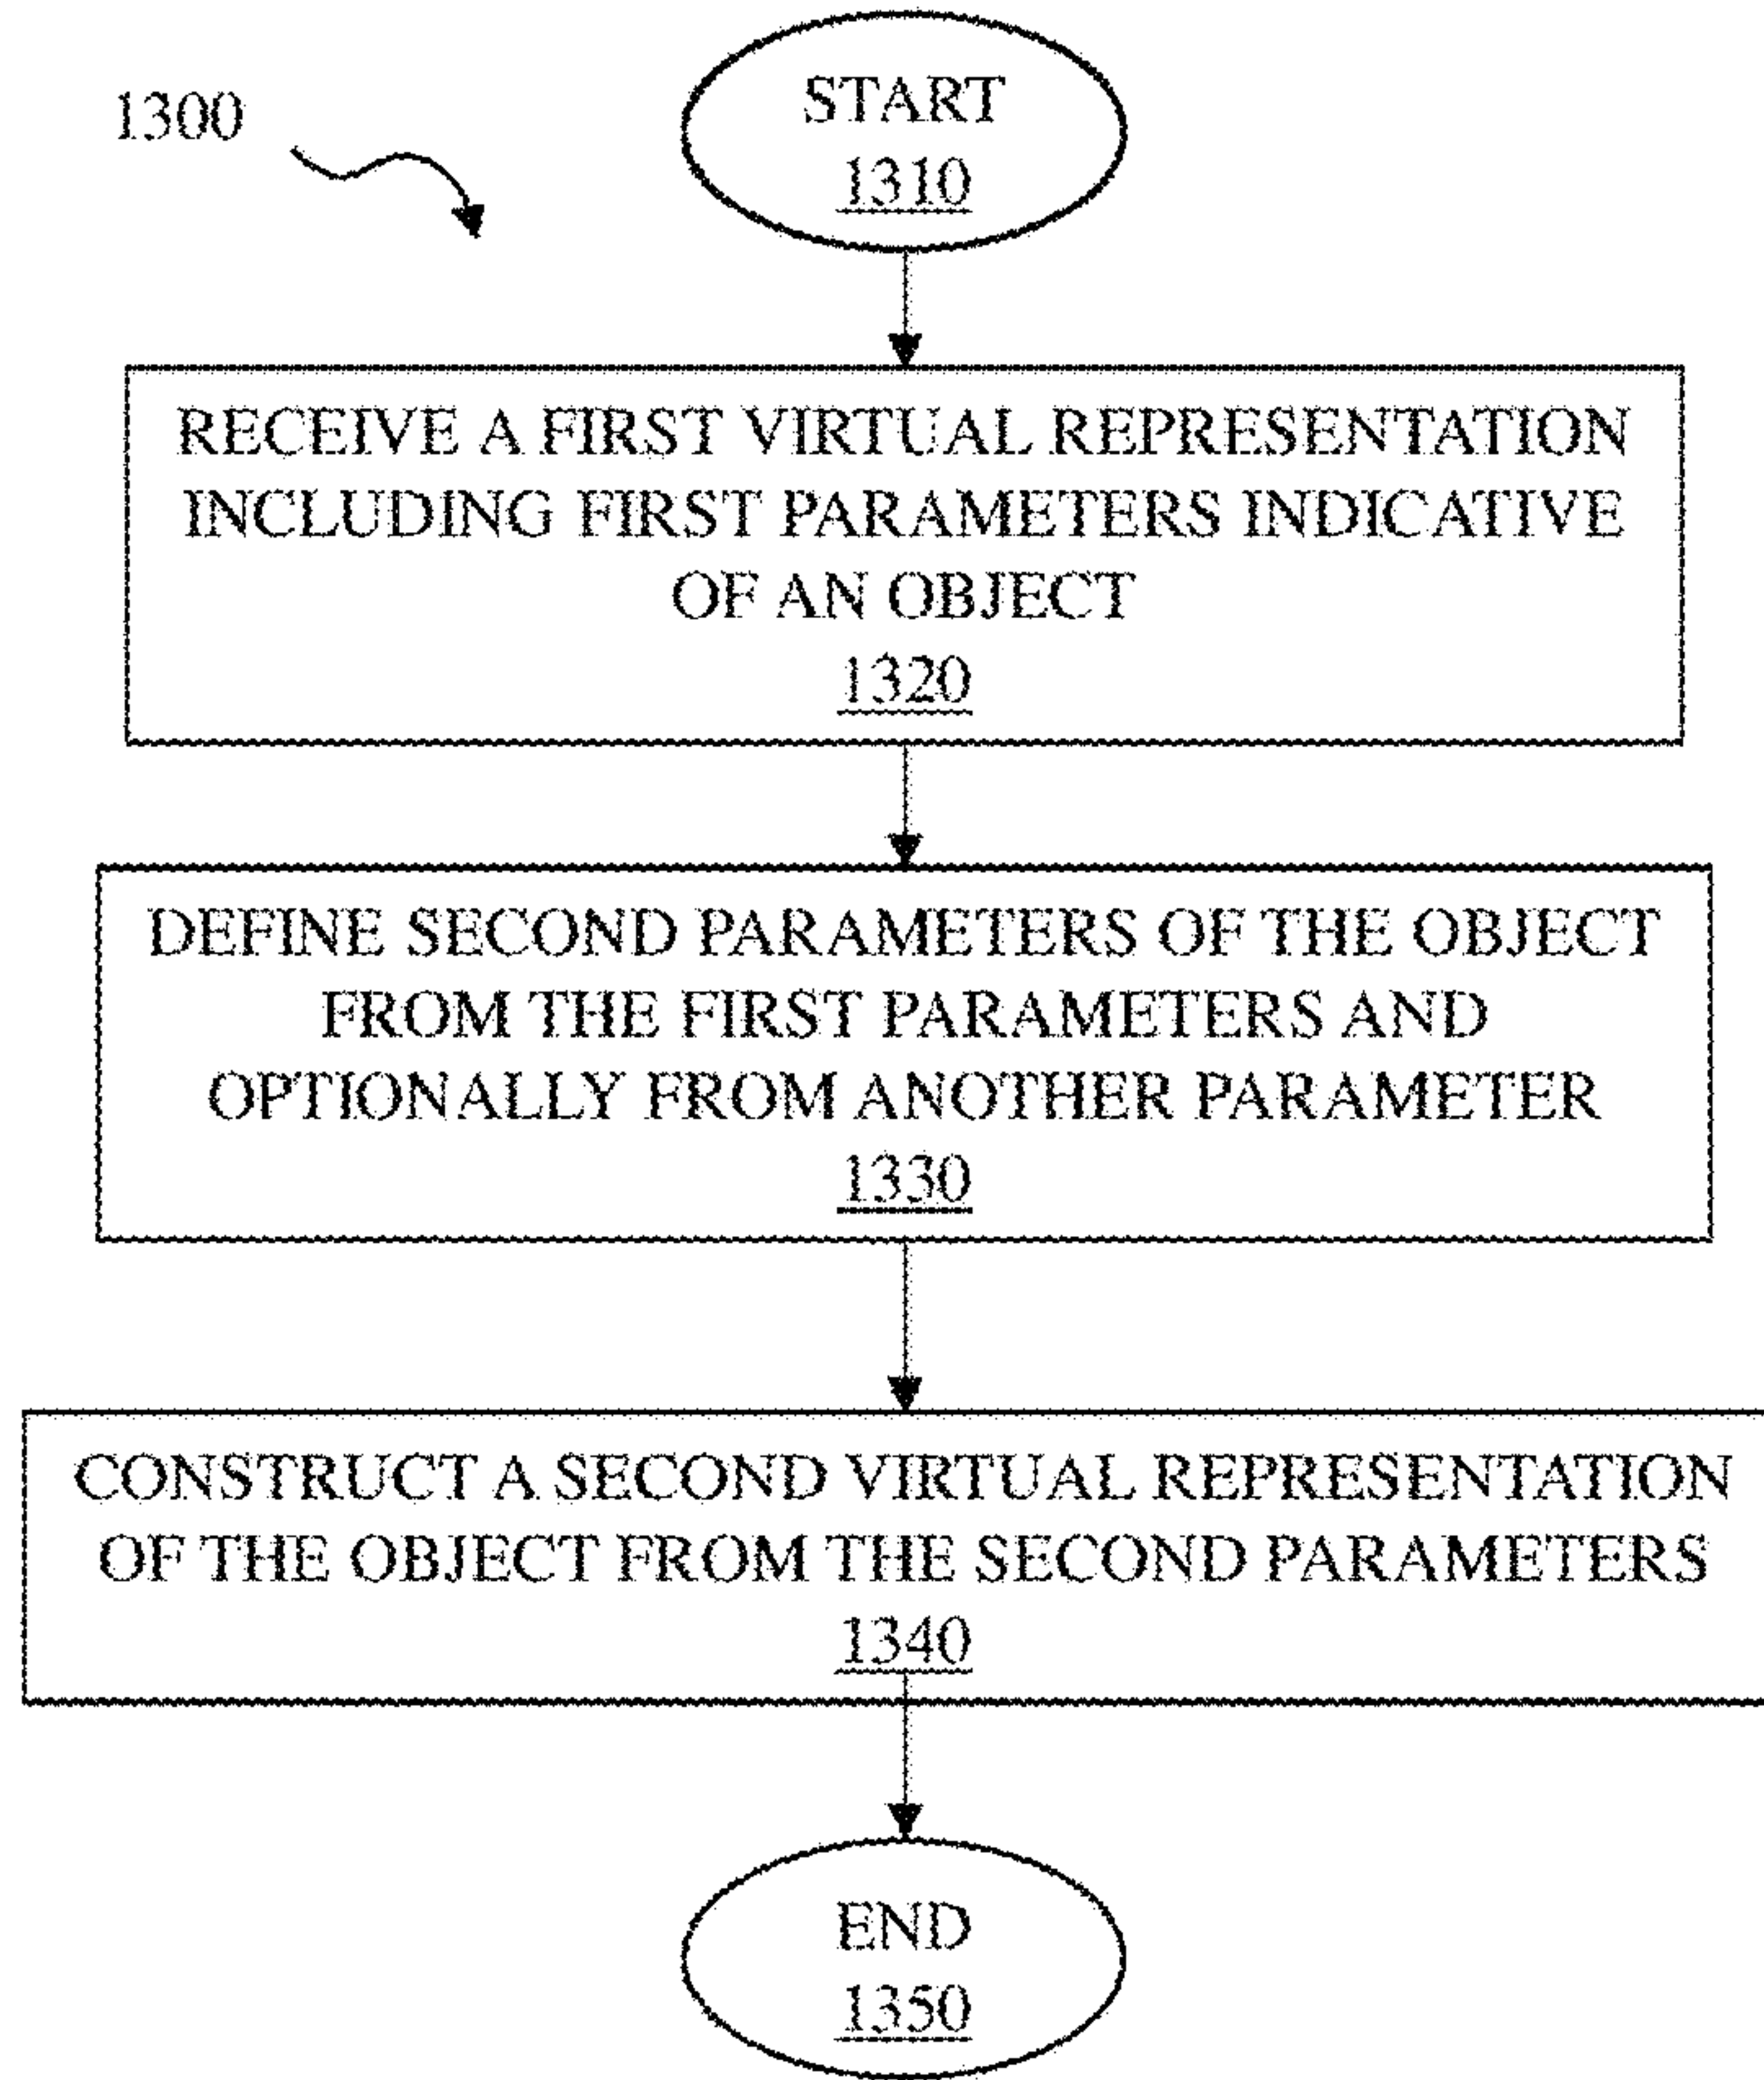 1300
START
1310
RECEIVE A FIRST VIRTUAL REPRESENTATION
INCLUDING FIRST PARAMETERS INDICATIVE
OF AN OBJECT
1320
DEFINE SECOND PARAMETERS OF THE OBJECT
FROM THE FIRST PARAMETERS AND
OPTIONALLY FROM ANOTHER PARAMETER
1330
CONSTRUCT A SECOND VIRTUAL REPRESENTATION
OF THE OBJECT FROM THE SECOND PARAMETERS
1340
END
1350